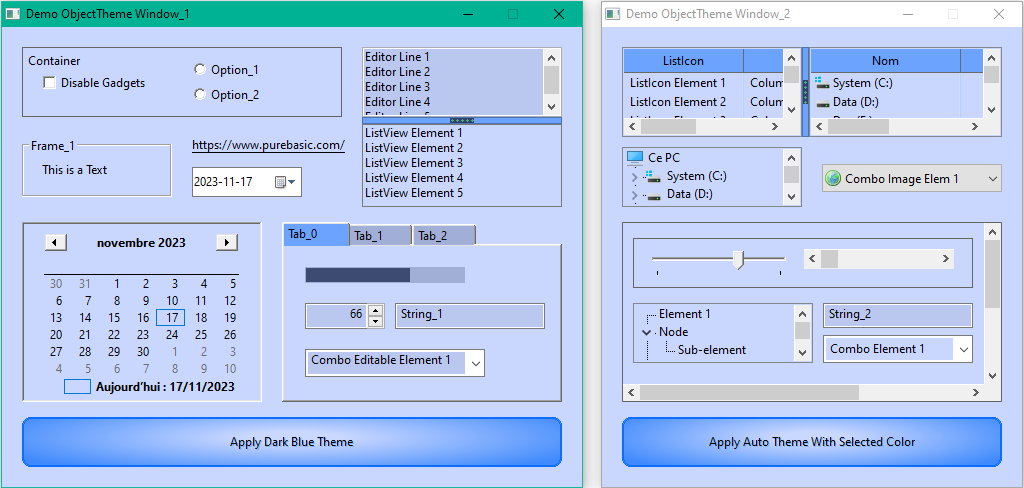 Demo ObjectTheme Window_1
Container
Disable Gadgets
Option_1
Option_2
Editor Line 1
Editor Line 2
Editor Line 3
Editor Line 4
ListView Element 1
ListView Element 2
ListView Element 3
ListView Element 4
ListView Element 5
Frame_1
This is a Text
https://www.purebasic.com/
2023-11-17
novembre 2023
30 31 1 2 3 4 5
6 7 8 9 10 11 12
13 14 15 16 17 18 19
20 21 22 23 24 25 26
27 28 29 30 1 2 3
4 5 6 7 8 9 10
Aujourd'hui : 17/11/2023
Tab_0 Tab_1 Tab_2
66
String_1
Combo Editable Element 1
Apply Dark Blue Theme
Demo ObjectTheme Window_2
ListIcon
ListIcon Element 1 Colum
ListIcon Element 2 Colum
Nom
System (C:)
Data (D:)
Ce PC
System (C:)
Data (D:)
Combo Image Elem 1
Element 1
Node
Sub-element
String_2
Combo Element 1
Apply Auto Theme With Selected Color